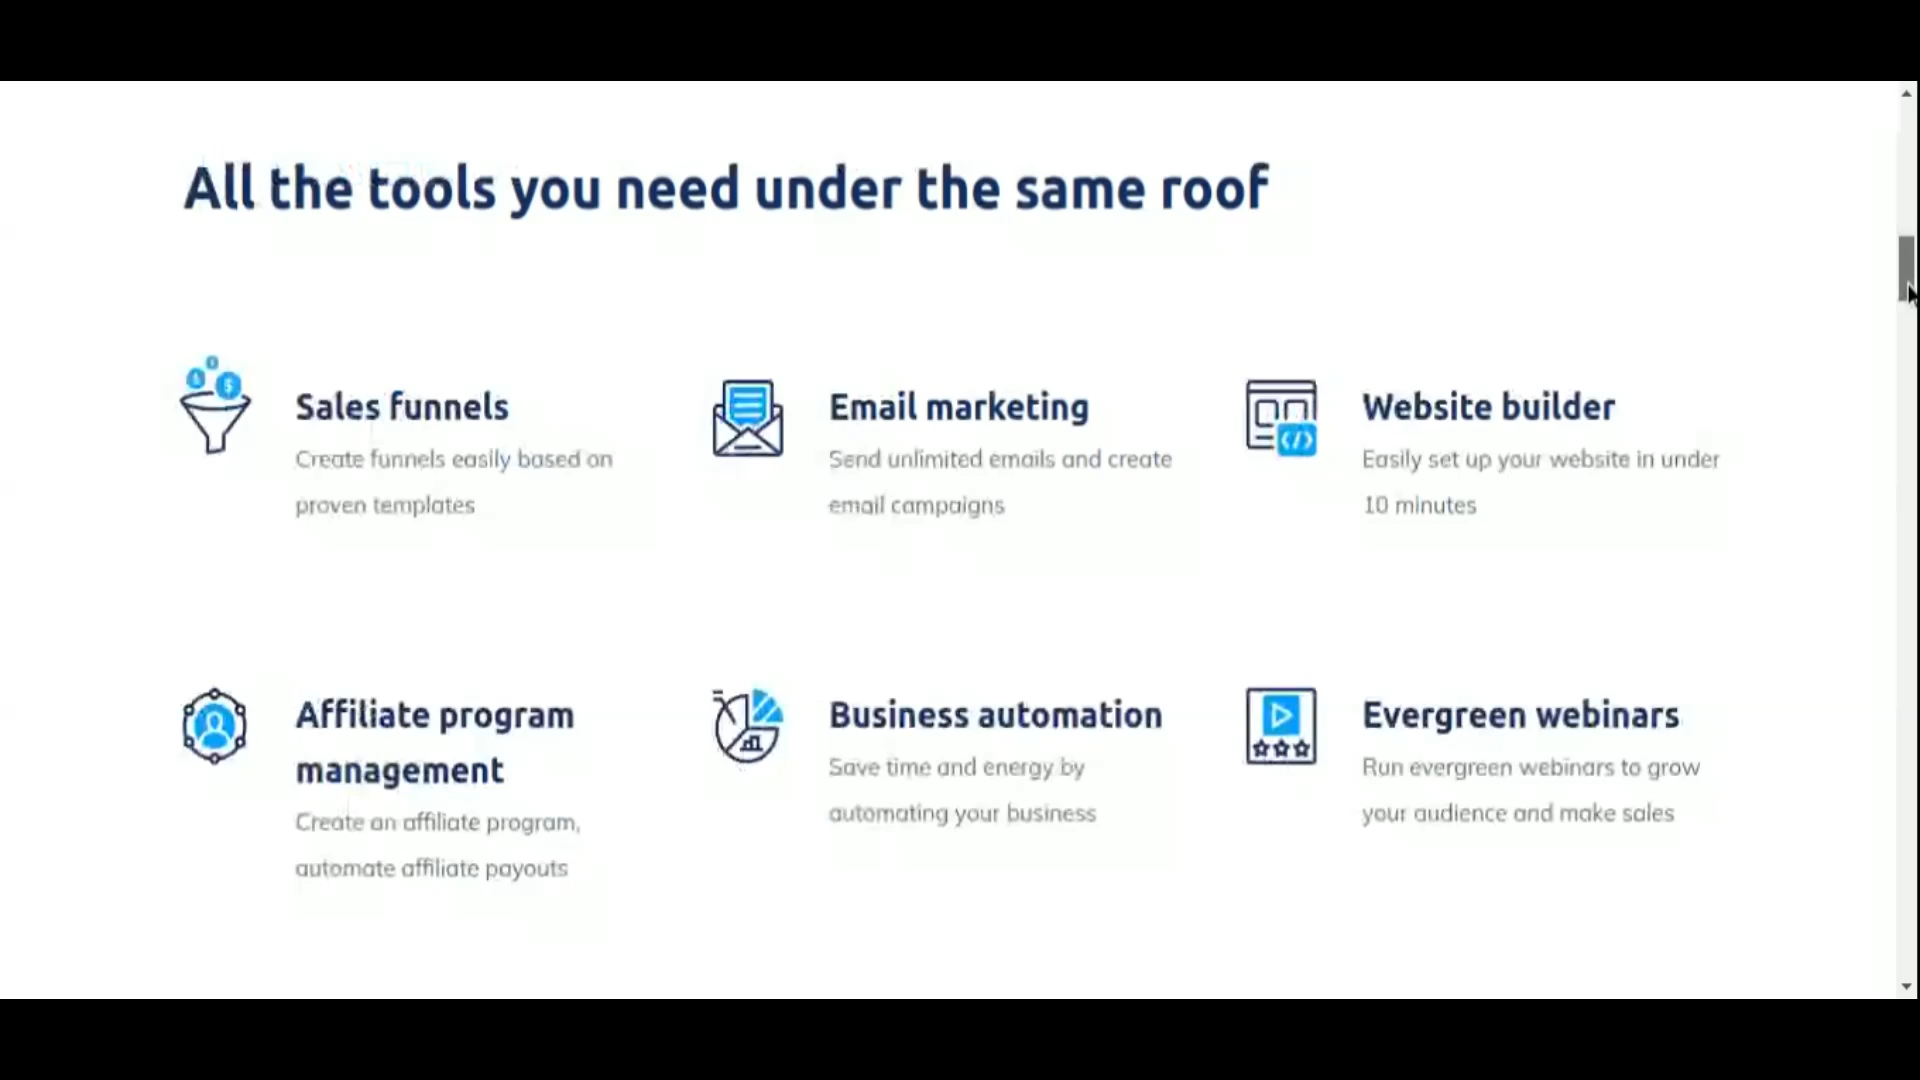 All the tools you need under the same roof
Sales funnels
Create funnels easily based on
proven templates
Email marketing
Send unlimited emails and create
email campaigns
Website builder
Easily set up your website in under
10 minutes
Affiliate program
management
Create an affiliate program,
automate affiliate payouts
Business automation
Save time and energy by
automating your business
Evergreen webinars
Run evergreen webinars to grow
your audience and make sales